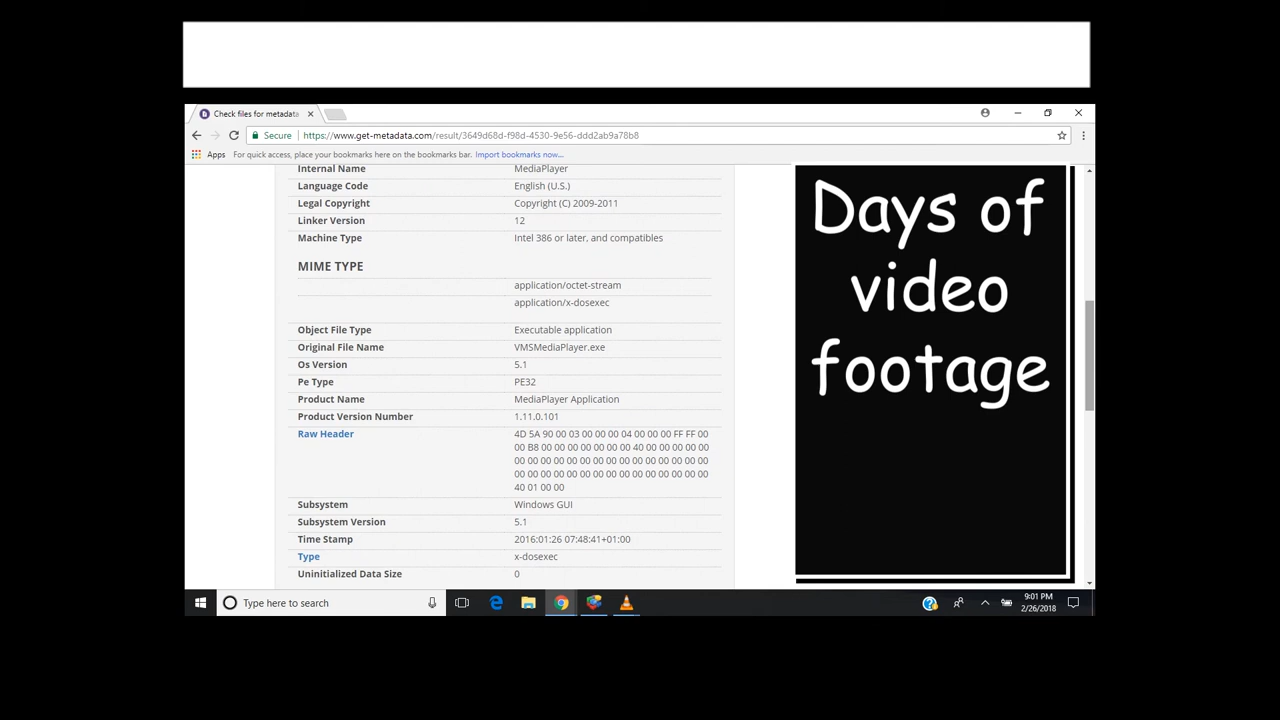 Check files for metadata
Secure https://www.get-metadata.com/result/3649d68d-f98d-4530-9e56-ddd2ab9a78b8
Apps For quick access, place your bookmarks here on the bookmarks bar. Import bookmarks now...
Internal Name MediaPlayer
Language Code English (U.S.)
Legal Copyright Copyright (C) 2009-2011
Linker Version 12
Machine Type Intel 386 or later, and compatibles
MIME TYPE
application/octet-stream
application/x-dosexec
Object File Type Executable application
Original File Name VMSMediaPlayer.exe
Os Version 5.1
Pe Type PE32
Product Name MediaPlayer Application
Product Version Number 1.11.0.101
Raw Header 4D 5A 90 00 03 00 00 00 04 00 00 00 FF FF 00
00 B8 00 00 00 00 00 00 00 40 00 00 00 00 00
00 00 00 00 00 00 00 00 00 00 00 00 00 00 00
00 00 00 00 00 00 00 00 00 00 00 00 00 00 00
40 01 00 00
Subsystem Windows GUI
Subsystem Version 5.1
Time Stamp 2016:01:26 07:48:41+01:00
Type x-dosexec
Uninitialized Data Size 0
Days of
video
footage
Type here to search
9:01 PM
2/26/2018